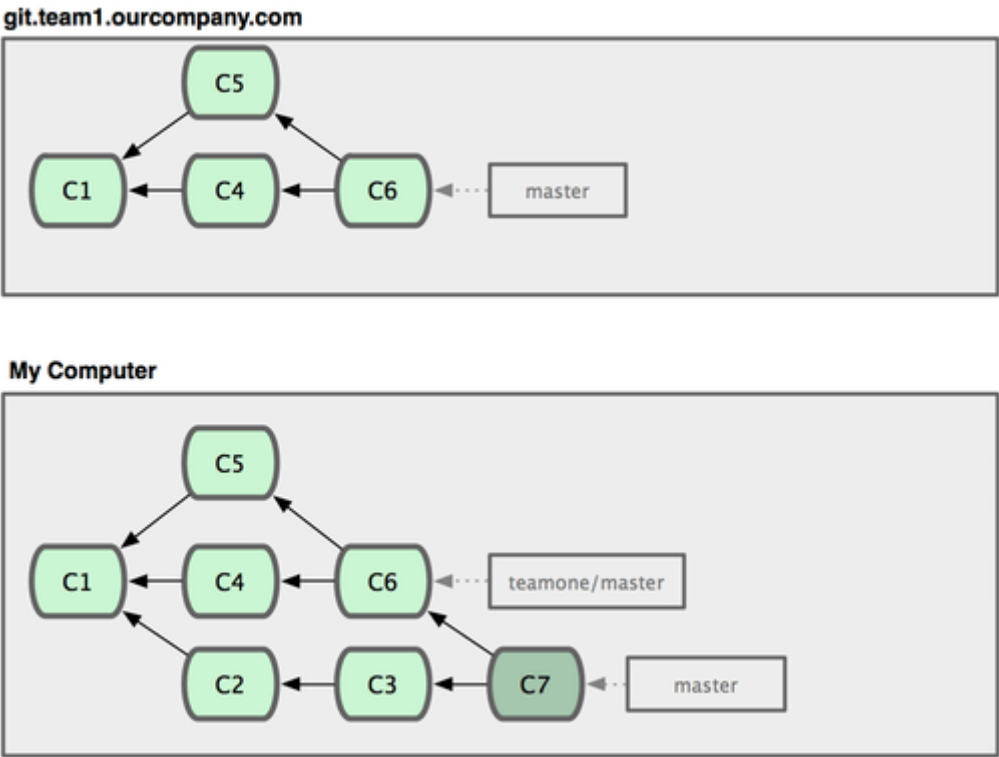 git.team1.ourcompany.com
C5
C1
C4
C6
master
My Computer
C5
C1
C4
C6
teamone/master
C2
C3
C7
master